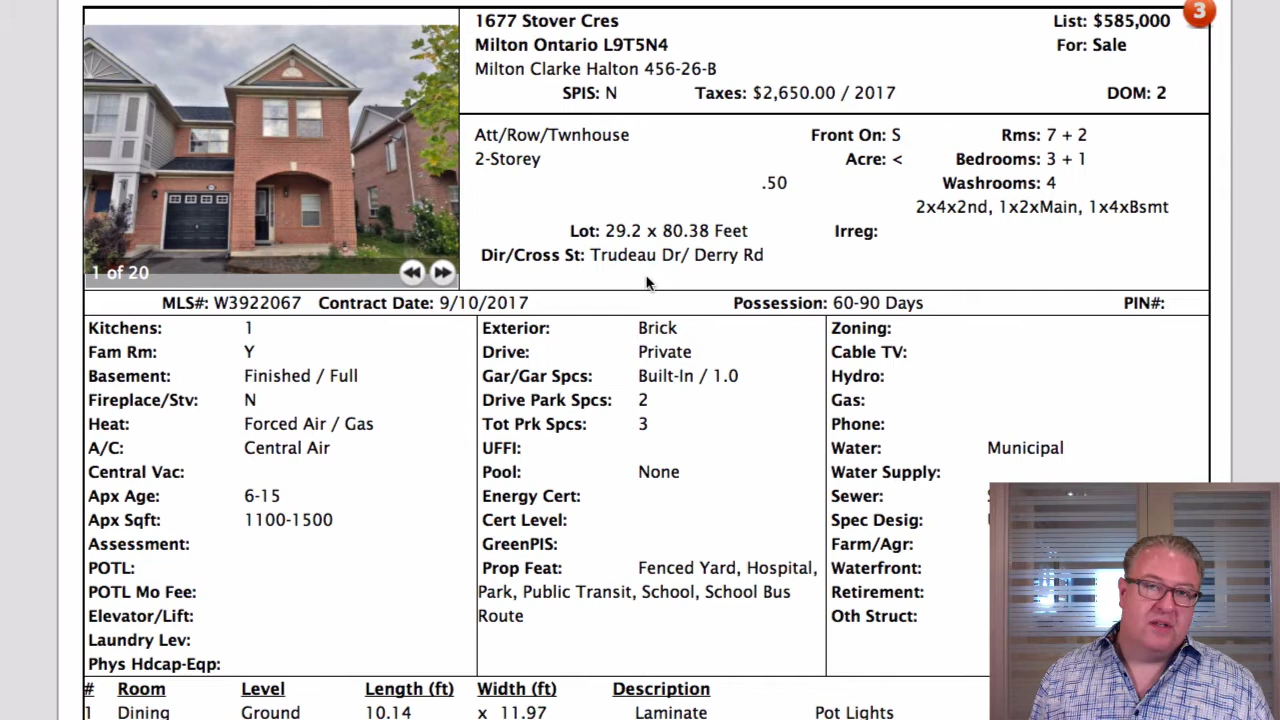 3
1677 Stover Cres List: $585,000
Milton Ontario L9T5N4 For: Sale
Milton Clarke Halton 456-26-B
SPIS: N Taxes: $2,650.00 / 2017 DOM: 2
Att/Row/Twnhouse Front On: S Rms: 7 + 2
2-Storey Acre: < Bedrooms: 3 + 1
.50 Washrooms: 4
2x4x2nd, 1x2xMain, 1x4xBsmt
Lot: 29.2 x 80.38 Feet Irreg:
Dir/Cross St: Trudeau Dr/ Derry Rd
1 of 20
MLS#: W3922067 Contract Date: 9/10/2017 Possession: 60-90 Days PIN#:
Kitchens: 1 Exterior: Brick Zoning:
Fam Rm: Y Drive: Private Cable TV:
Basement: Finished / Full Gar/Gar Spcs: Built-In / 1.0 Hydro:
Fireplace/Stv: N Drive Park Spcs: 2 Gas:
Heat: Forced Air / Gas Tot Prk Spcs: 3 Phone:
A/C: Central Air UFFI: Water: Municipal
Central Vac: Pool: None Water Supply:
Apx Age: 6-15 Energy Cert: Sewer:
Apx Sqft: 1100-1500 Cert Level: Spec Desig:
Assessment: GreenPIS: Farm/Agr:
POTL: Prop Feat: Fenced Yard, Hospital, Waterfront:
POTL Mo Fee: Park, Public Transit, School, School Bus Retirement:
Elevator/Lift: Route Oth Struct:
Laundry Lev:
Phys Hdcap-Eqp:
# Room Level Length (ft) Width (ft) Description
1 Dining Ground 10.14 x 11.97 Laminate Pot Lights